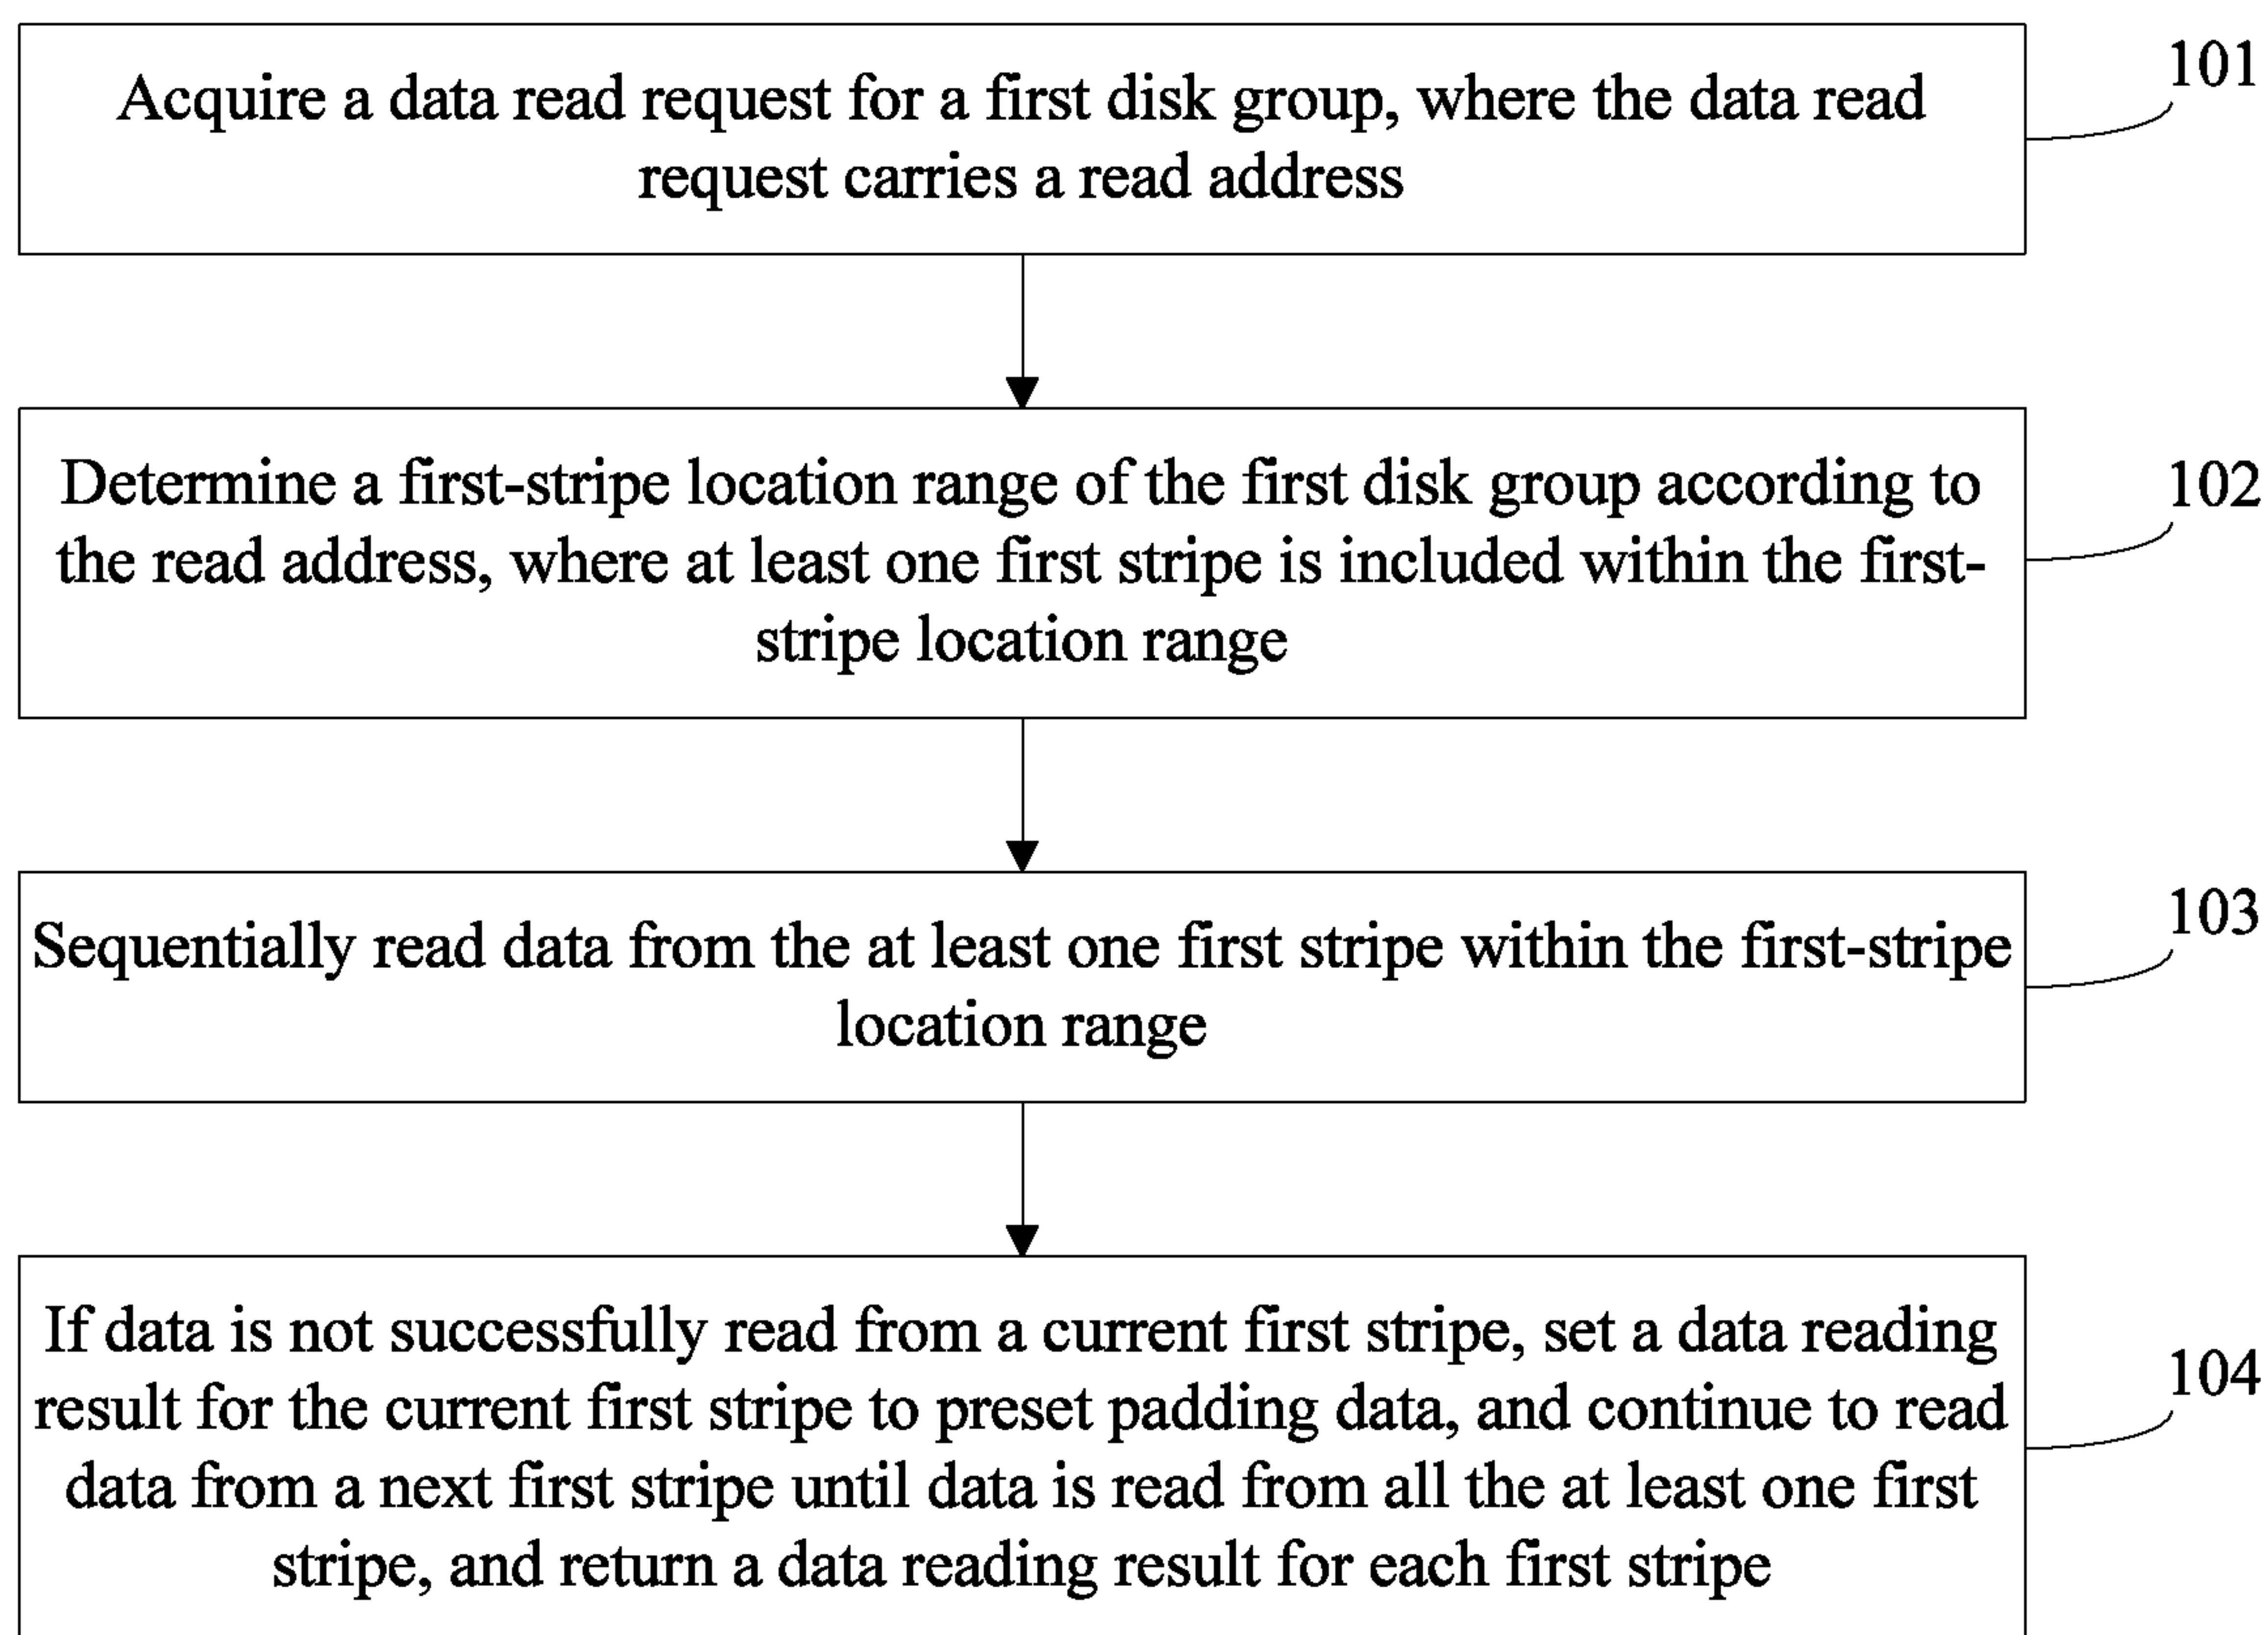 Acquire a data read request for a first disk group, where the data read
request carries a read address
101
Determine a first-stripe location range of the first disk group according to
the read address, where at least one first stripe is included within the first-
stripe location range
102
Sequentially read data from the at least one first stripe within the first-stripe
location range
103
If data is not successfully read from a current first stripe, set a data reading
result for the current first stripe to preset padding data, and continue to read
data from a next first stripe until data is read from all the at least one first
stripe, and return a data reading result for each first stripe
104